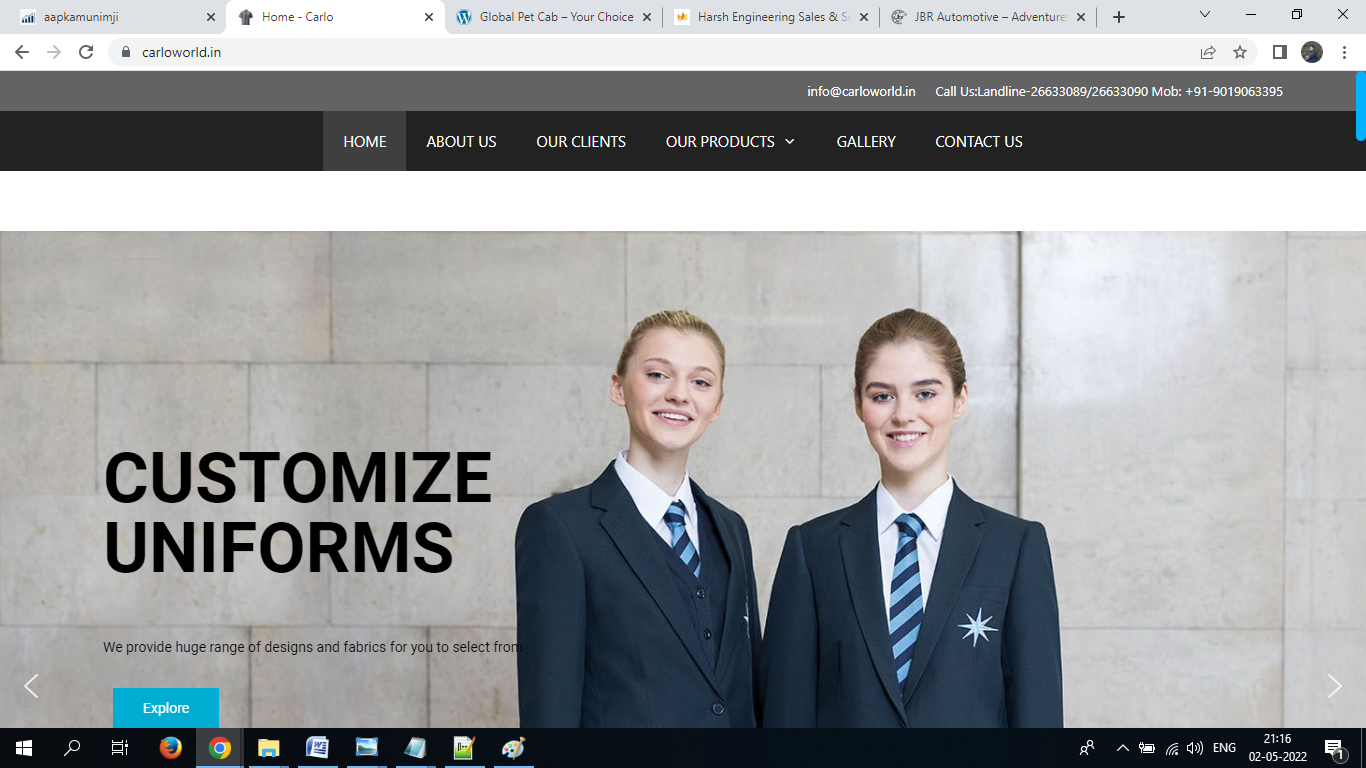 aapkamunimji
Home - Carlo
Global Pet Cab – Your Choice
Harsh Engineering Sales & S
JBR Automotive – Adventure
carloworld.in
info@carloworld.in Call Us:Landline-26633089/26633090 Mob: +91-9019063395
HOME ABOUT US OUR CLIENTS OUR PRODUCTS GALLERY CONTACT US
CUSTOMIZE
UNIFORMS
We provide huge range of designs and fabrics for you to select from
Explore
ENG
21:16
02-05-2022
1